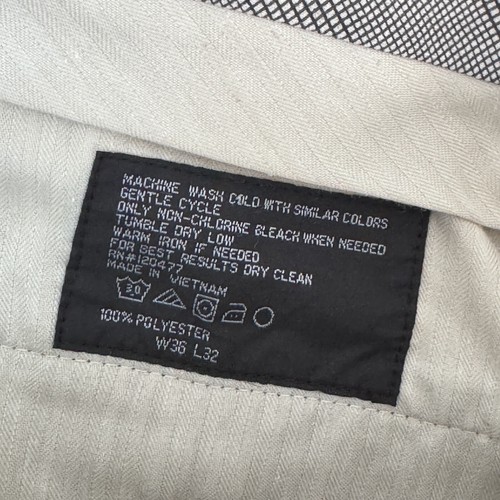 MACHINE WASH COLD WITH SIMILAR COLORS
GENTLE CYCLE
ONLY NON-CHLORINE BLEACH WHEN NEEDED
TUMBLE DRY LOW
WARM IRON IF NEEDED
FOR BEST RESULTS DRY CLEAN
RN#120477
MADE IN VIETNAM
30
100% POLYESTER
W36 L32